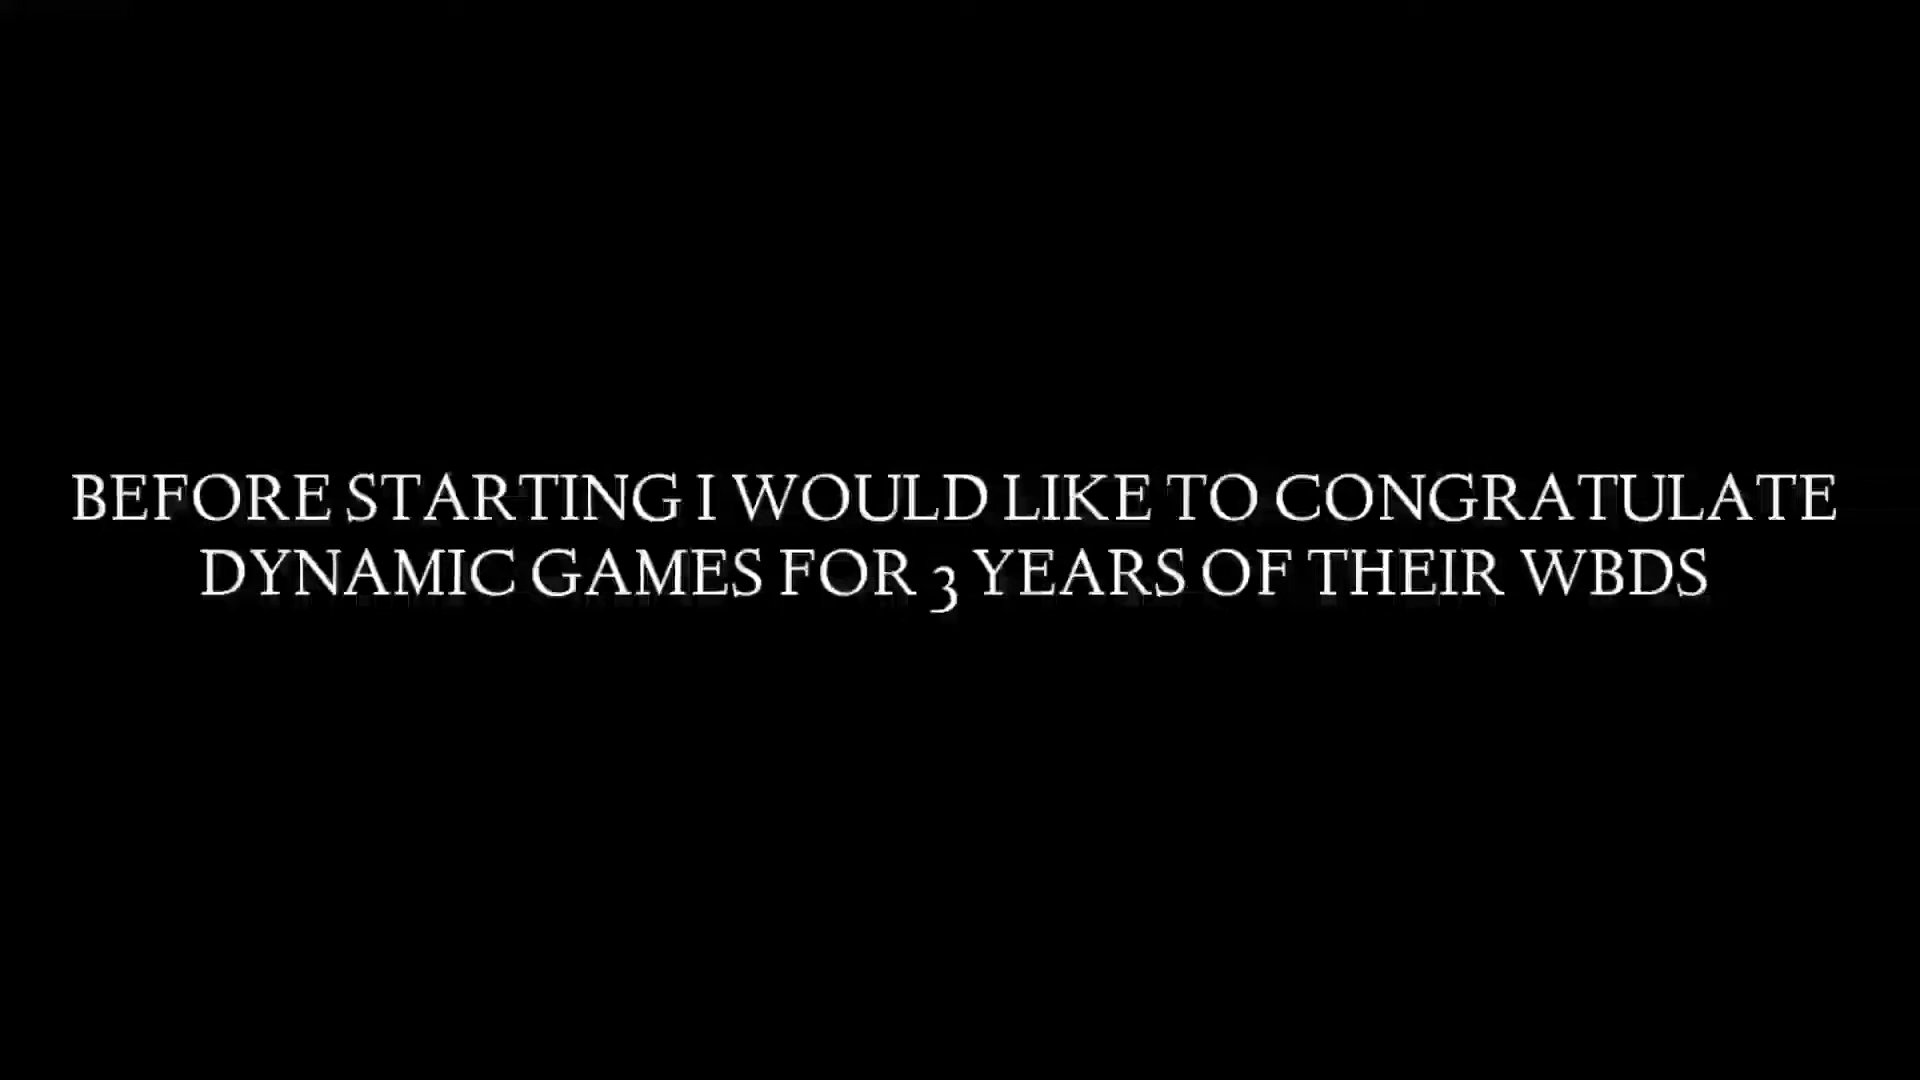 BEFORE STARTING I WOULD LIKE TO CONGRATULATE
DYNAMIC GAMES FOR 3 YEARS OF THEIR WBDS